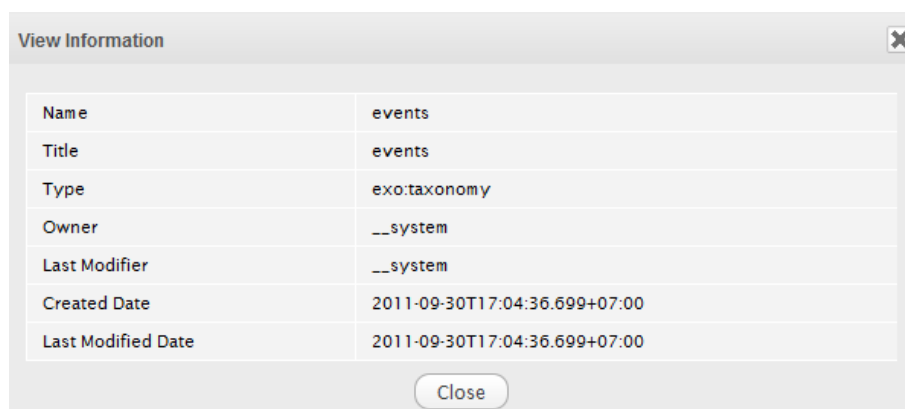 View Information
Name events
Title events
Type exo:taxonomy
Owner __system
Last Modifier __system
Created Date 2011-09-30T17:04:36.699+07:00
Last Modified Date 2011-09-30T17:04:36.699+07:00
Close